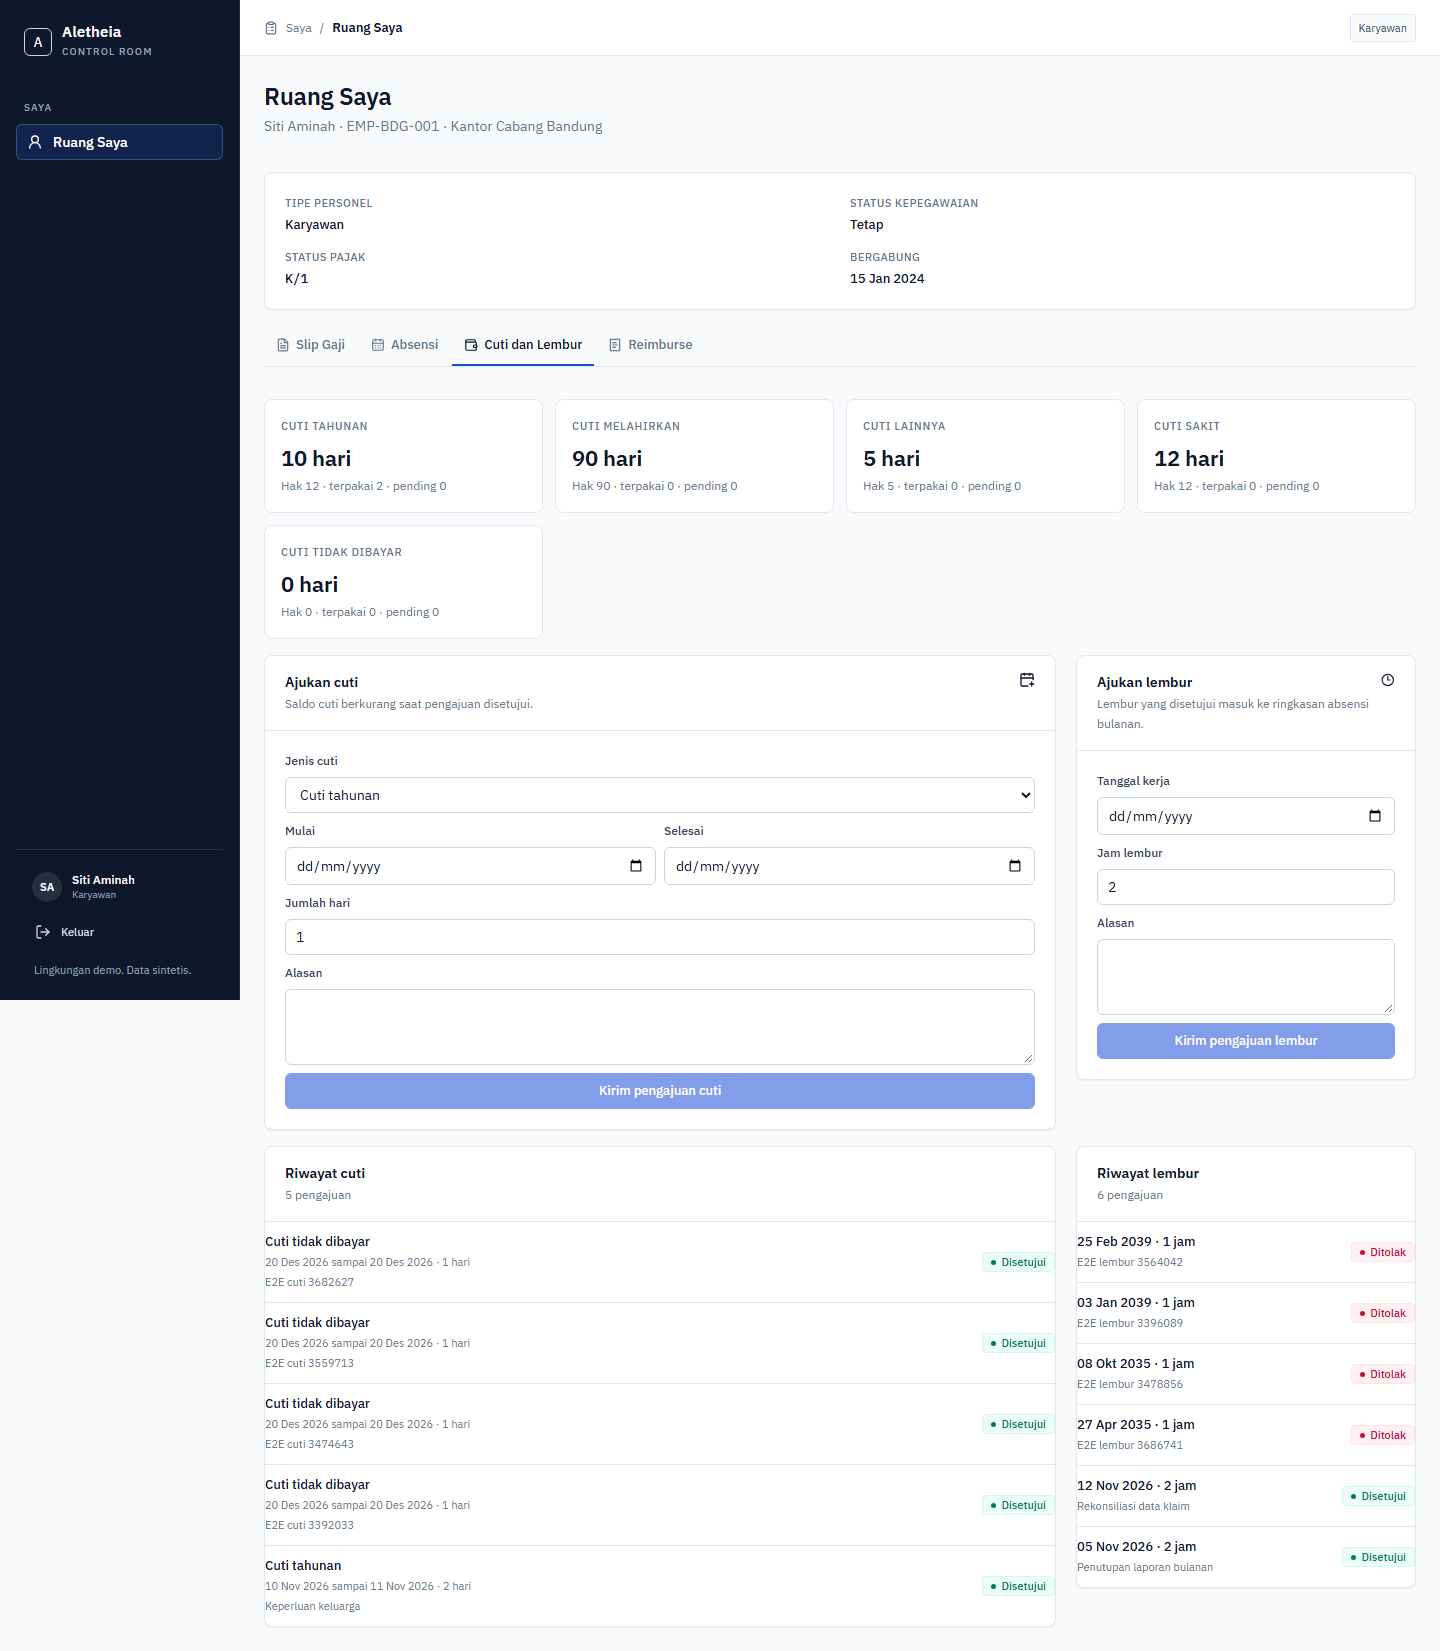 A
Aletheia
CONTROL ROOM
SAYA
Ruang Saya
SA
Siti Aminah
Karyawan
Keluar
Lingkungan demo. Data sintetis.
Saya / Ruang Saya
Karyawan
Ruang Saya
Siti Aminah · EMP-BDG-001 · Kantor Cabang Bandung
TIPE PERSONEL
Karyawan
STATUS KEPEGAWAIAN
Tetap
STATUS PAJAK
K/1
BERGABUNG
15 Jan 2024
Slip Gaji
Absensi
Cuti dan Lembur
Reimburse
CUTI TAHUNAN
10 hari
Hak 12 · terpakai 2 · pending 0
CUTI MELAHIRKAN
90 hari
Hak 90 · terpakai 0 · pending 0
CUTI LAINNYA
5 hari
Hak 5 · terpakai 0 · pending 0
CUTI SAKIT
12 hari
Hak 12 · terpakai 0 · pending 0
CUTI TIDAK DIBAYAR
0 hari
Hak 0 · terpakai 0 · pending 0
Ajukan cuti
Saldo cuti berkurang saat pengajuan disetujui.
Jenis cuti
Cuti tahunan
Mulai
dd/mm/yyyy
Selesai
dd/mm/yyyy
Jumlah hari
1
Alasan
Kirim pengajuan cuti
Ajukan lembur
Lembur yang disetujui masuk ke ringkasan absensi
bulanan.
Tanggal kerja
dd/mm/yyyy
Jam lembur
2
Alasan
Kirim pengajuan lembur
Riwayat cuti
5 pengajuan
Cuti tidak dibayar
20 Des 2026 sampai 20 Des 2026 · 1 hari
E2E cuti 3682627
Disetujui
Cuti tidak dibayar
20 Des 2026 sampai 20 Des 2026 · 1 hari
E2E cuti 3559713
Disetujui
Cuti tidak dibayar
20 Des 2026 sampai 20 Des 2026 · 1 hari
E2E cuti 3474643
Disetujui
Cuti tidak dibayar
20 Des 2026 sampai 20 Des 2026 · 1 hari
E2E cuti 3392033
Disetujui
Cuti tahunan
10 Nov 2026 sampai 11 Nov 2026 · 2 hari
Keperluan keluarga
Disetujui
Riwayat lembur
6 pengajuan
25 Feb 2039 · 1 jam
E2E lembur 3564042
Ditolak
03 Jan 2039 · 1 jam
E2E lembur 3396089
Ditolak
08 Okt 2035 · 1 jam
E2E lembur 3478856
Ditolak
27 Apr 2035 · 1 jam
E2E lembur 3686741
Ditolak
12 Nov 2026 · 2 jam
Rekonsiliasi data klaim
Disetujui
05 Nov 2026 · 2 jam
Penutupan laporan bulanan
Disetujui